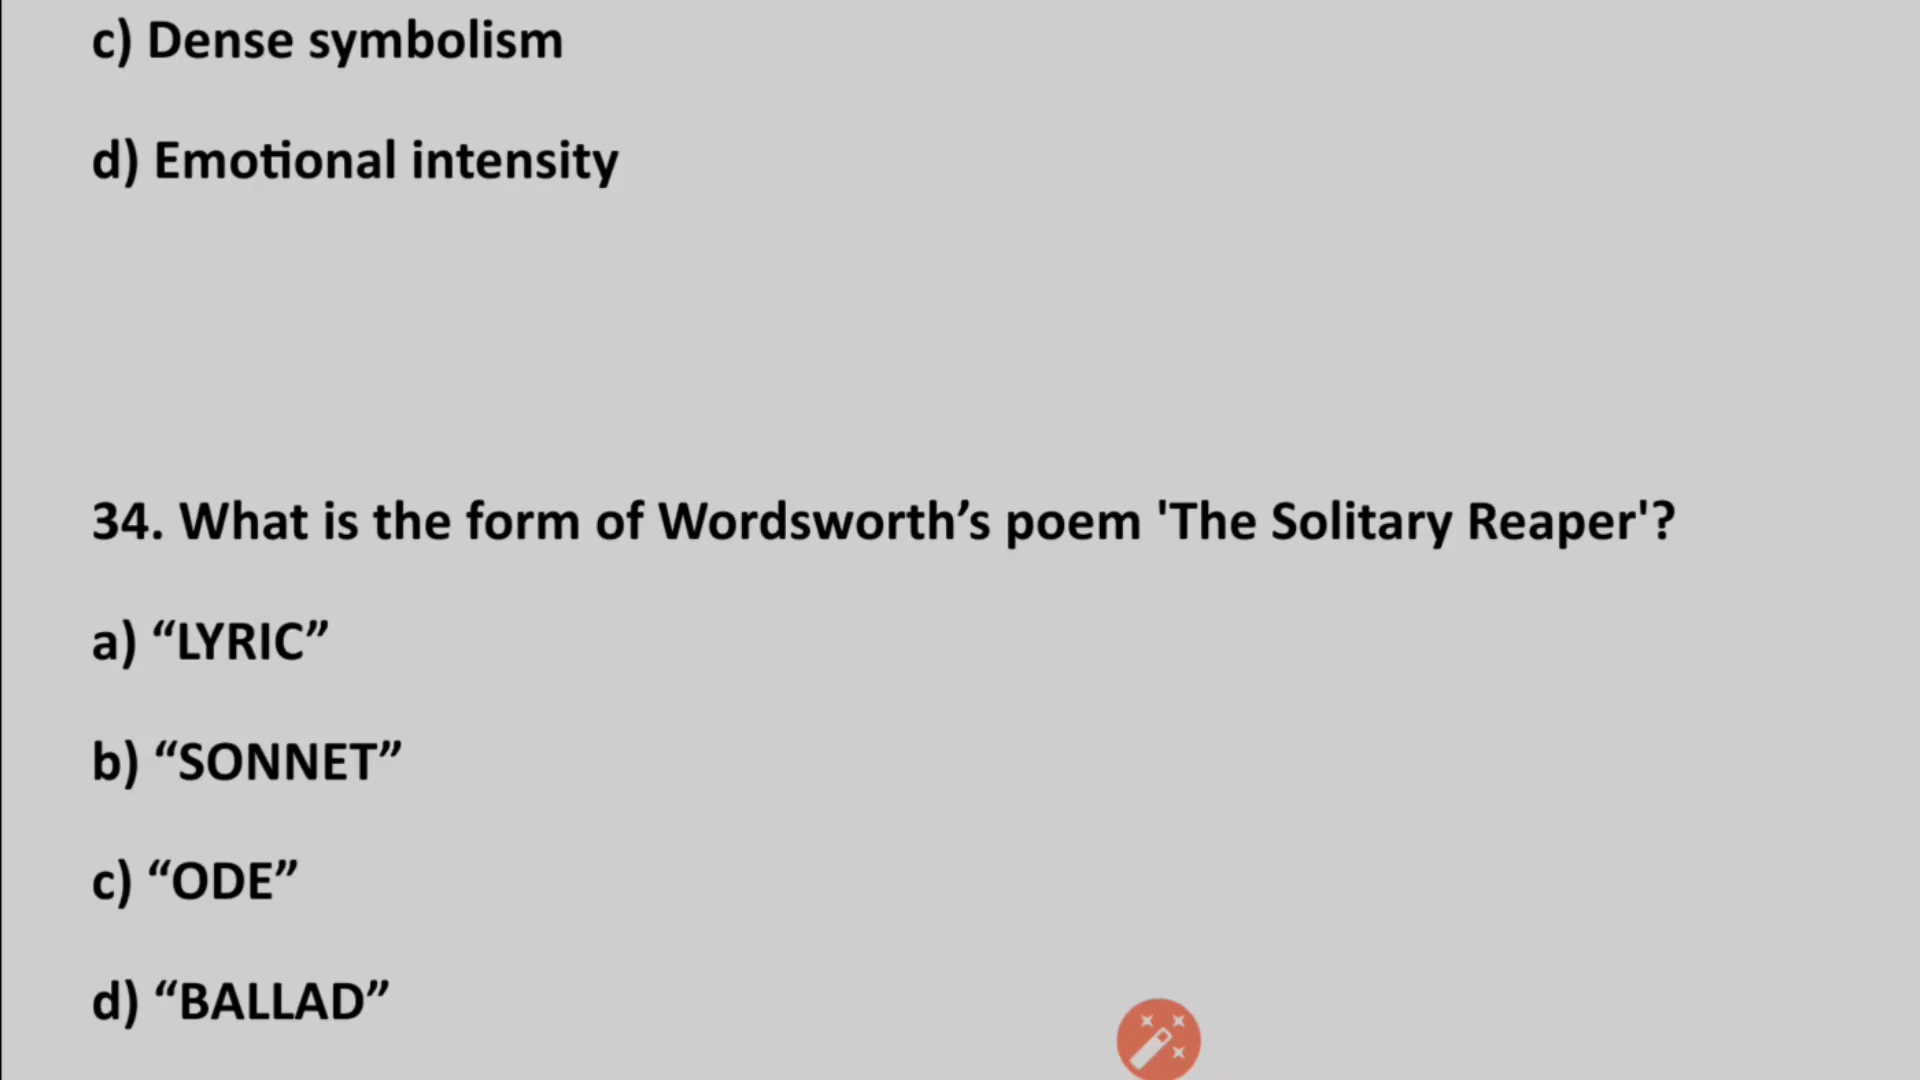 c) Dense symbolism
d) Emotional intensity
34. What is the form of Wordsworth’s poem 'The Solitary Reaper'?
a) “LYRIC”
b) “SONNET”
c) “ODE”
d) “BALLAD”